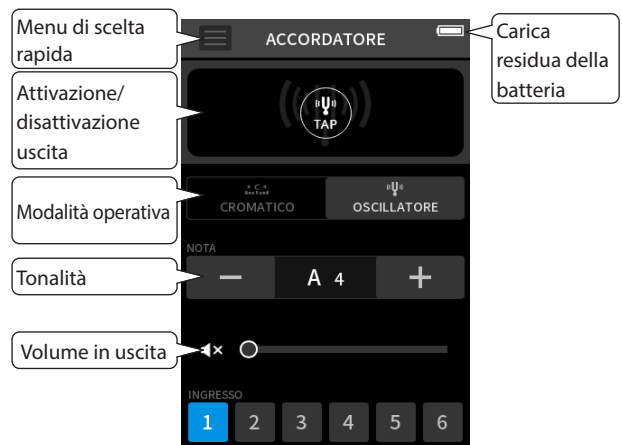 Menu di scelta
rapida
ACCORDATORE
Carica
residua della
batteria
Attivazione/
disattivazione
uscita
TAP
Modalità operativa
C
CROMATICO
OSCILLATORE
NOTA
Tonalità
− A 4 +
Volume in uscita
INGRESSO
1 2 3 4 5 6